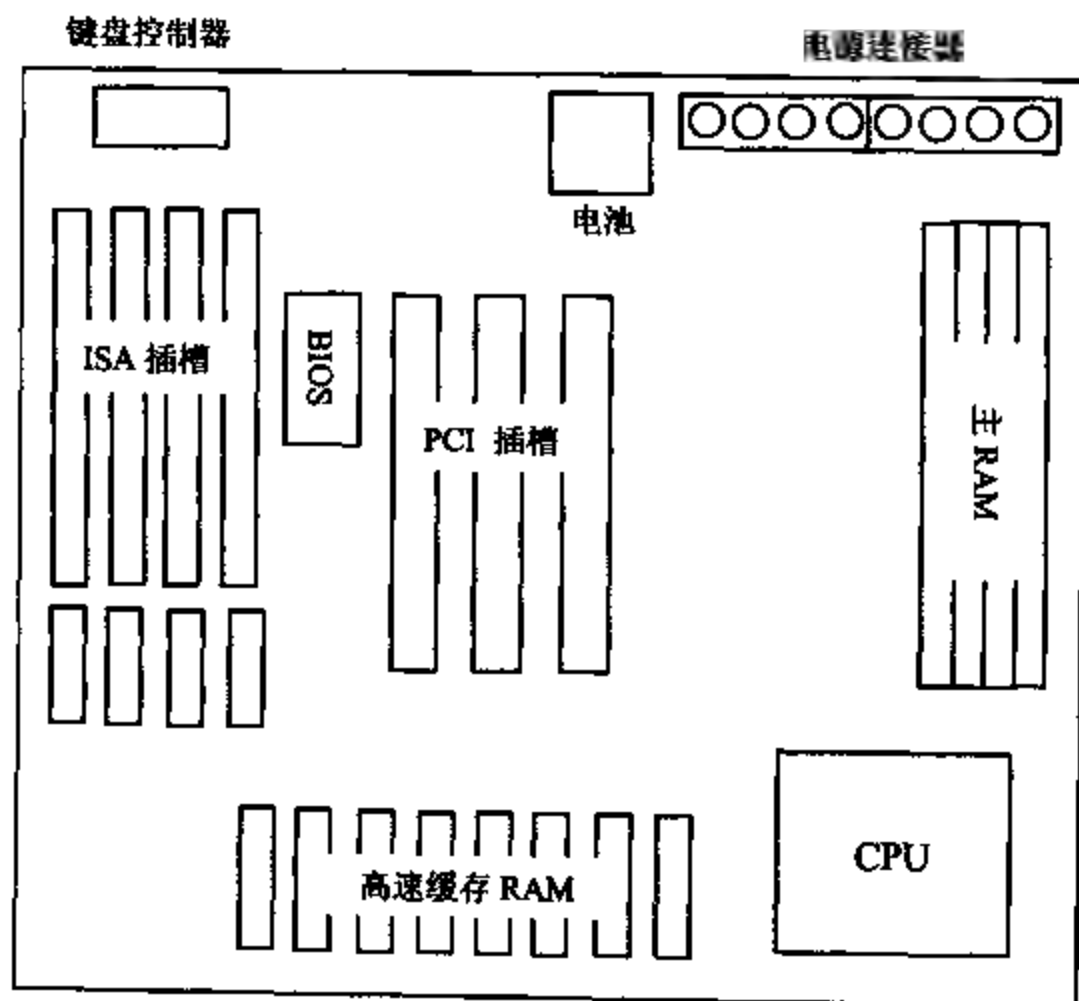 键盘控制器
电源连接器
电池
ISA 插槽
BIOS
PCI 插槽
主 RAM
CPU
高速缓存 RAM